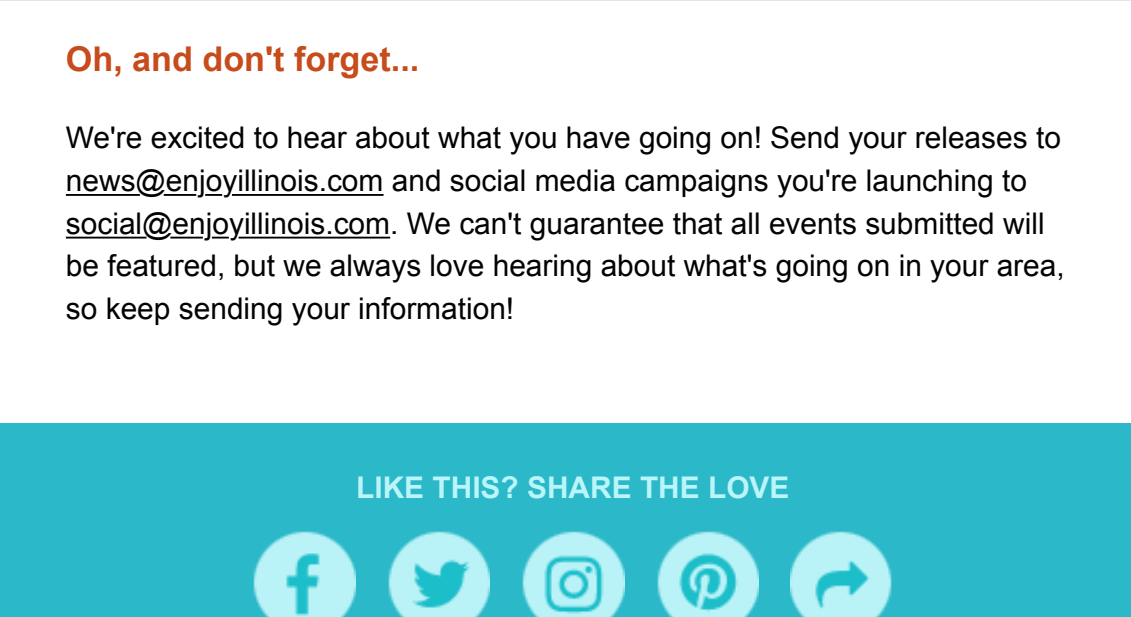 Oh, and don't forget...
We're excited to hear about what you have going on! Send your releases to
news@enjoyillinois.com and social media campaigns you're launching to
social@enjoyillinois.com. We can't guarantee that all events submitted will
be featured, but we always love hearing about what's going on in your area,
so keep sending your information!
LIKE THIS? SHARE THE LOVE